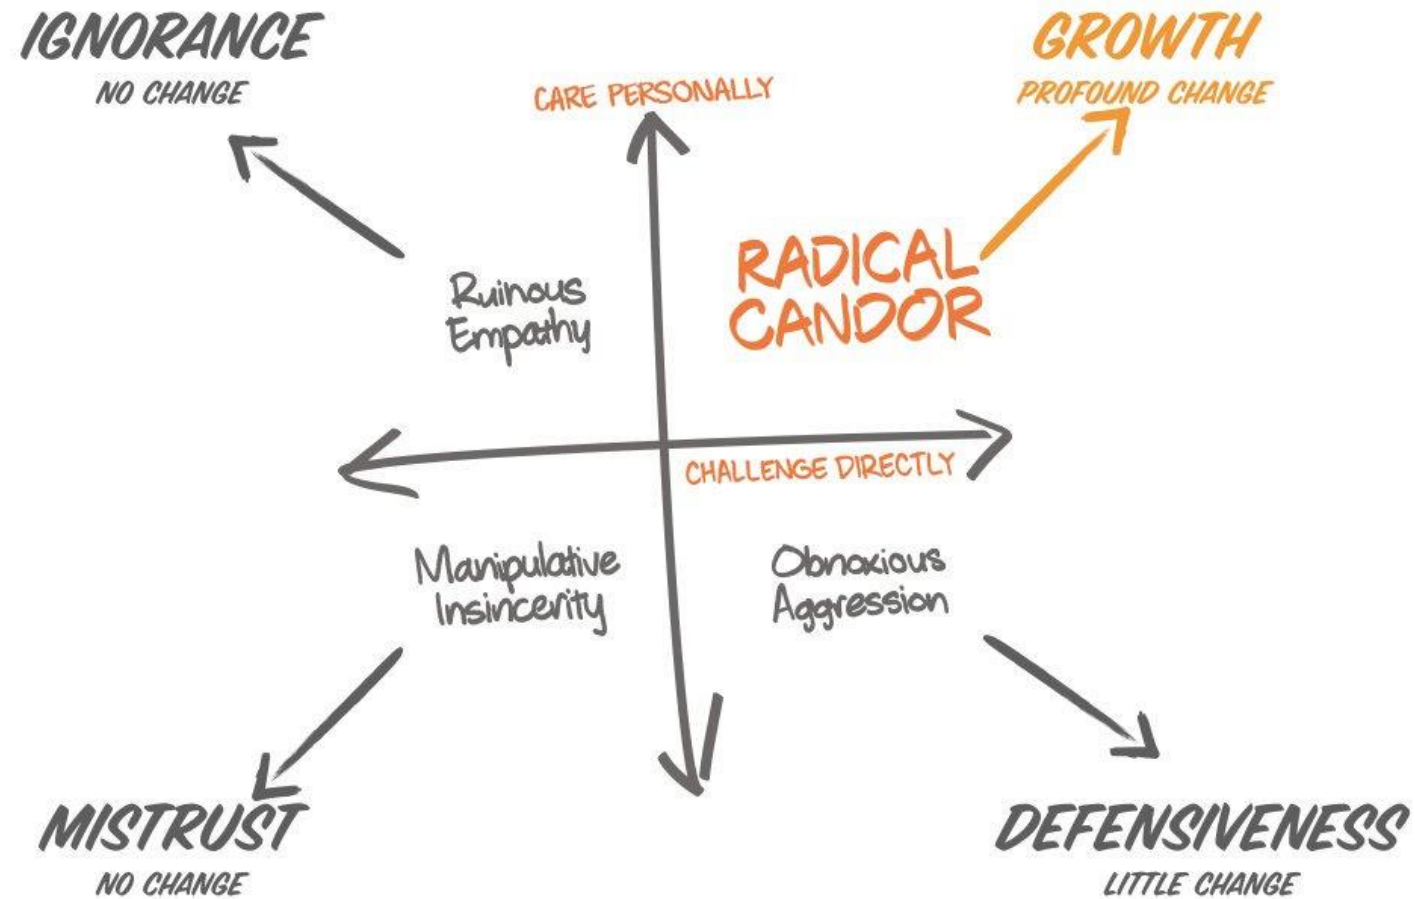 IGNORANCE
NO CHANGE
GROWTH
PROFOUND CHANGE
CARE PERSONALLY
RADICAL
CANDOR
Ruinous
Empathy
CHALLENGE DIRECTLY
Manipulative
Insincerity
Obnoxious
Aggression
MISTRUST
NO CHANGE
DEFENSIVENESS
LITTLE CHANGE